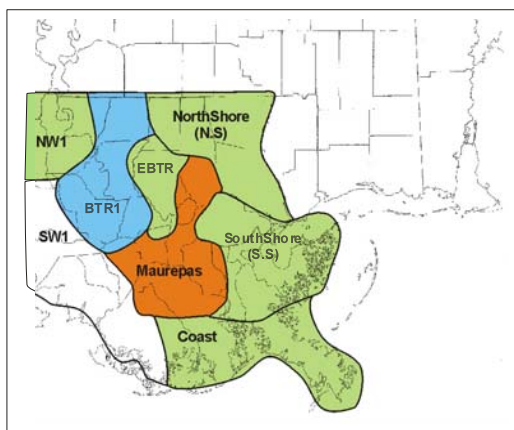 NorthShore
(N.S)
NW1
EBTR
BTR1
SW1
SouthShore
(S.S)
Maurepas
Coast